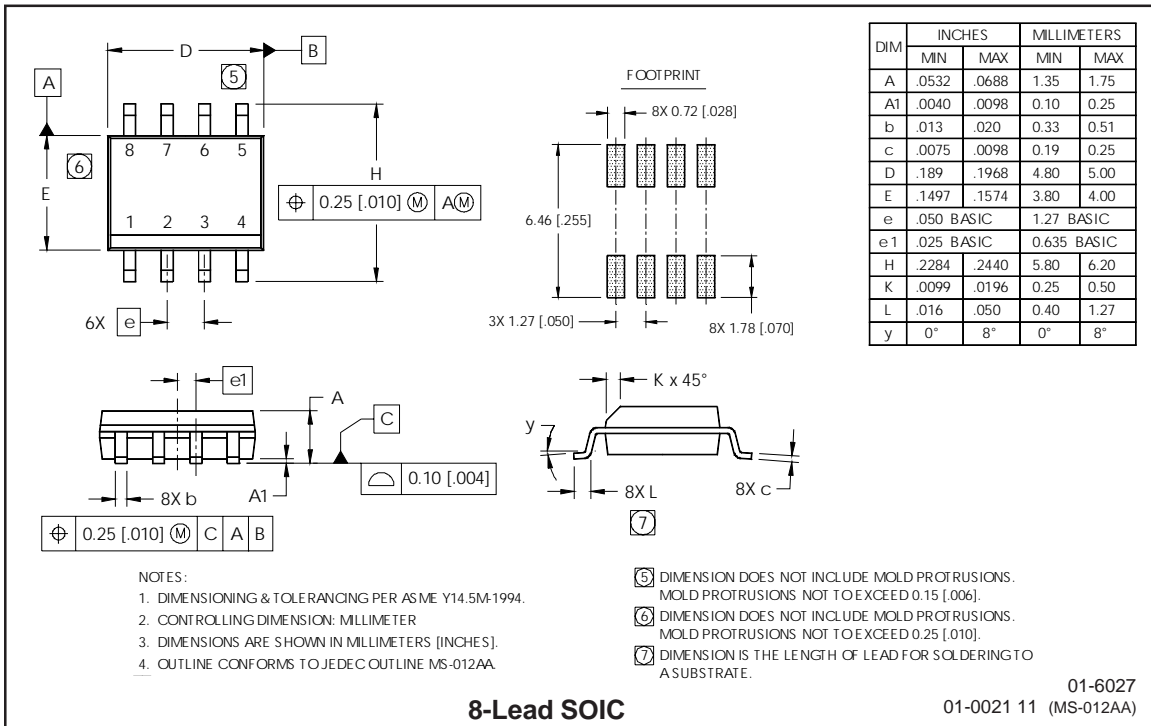 D
B
5
A
8 7 6 5
6
E
H
⌖ 0.25 [.010] Ⓜ AⓂ
1 2 3 4
6X e
FOOTPRINT
8X 0.72 [.028]
6.46 [.255]
3X 1.27 [.050]
8X 1.78 [.070]
DIM INCHES MILLIMETERS
MIN MAX MIN MAX
A .0532 .0688 1.35 1.75
A1 .0040 .0098 0.10 0.25
b .013 .020 0.33 0.51
c .0075 .0098 0.19 0.25
D .189 .1968 4.80 5.00
E .1497 .1574 3.80 4.00
e .050 BASIC 1.27 BASIC
e1 .025 BASIC 0.635 BASIC
H .2284 .2440 5.80 6.20
K .0099 .0196 0.25 0.50
L .016 .050 0.40 1.27
y 0° 8° 0° 8°
e1
A
C
0.10 [.004]
8X b
A1
⌖ 0.25 [.010] Ⓜ C A B
K x 45°
y
8X L
8X c
7
NOTES:
1. DIMENSIONING & TOLERANCING PER ASME Y14.5M-1994.
2. CONTROLLING DIMENSION: MILLIMETER
3. DIMENSIONS ARE SHOWN IN MILLIMETERS [INCHES].
4. OUTLINE CONFORMS TO JEDEC OUTLINE MS-012AA.
5 DIMENSION DOES NOT INCLUDE MOLD PROTRUSIONS.
MOLD PROTRUSIONS NOT TO EXCEED 0.15 [.006].
6 DIMENSION DOES NOT INCLUDE MOLD PROTRUSIONS.
MOLD PROTRUSIONS NOT TO EXCEED 0.25 [.010].
7 DIMENSION IS THE LENGTH OF LEAD FOR SOLDERING TO
A SUBSTRATE.
8-Lead SOIC
01-6027
01-0021 11 (MS-012AA)